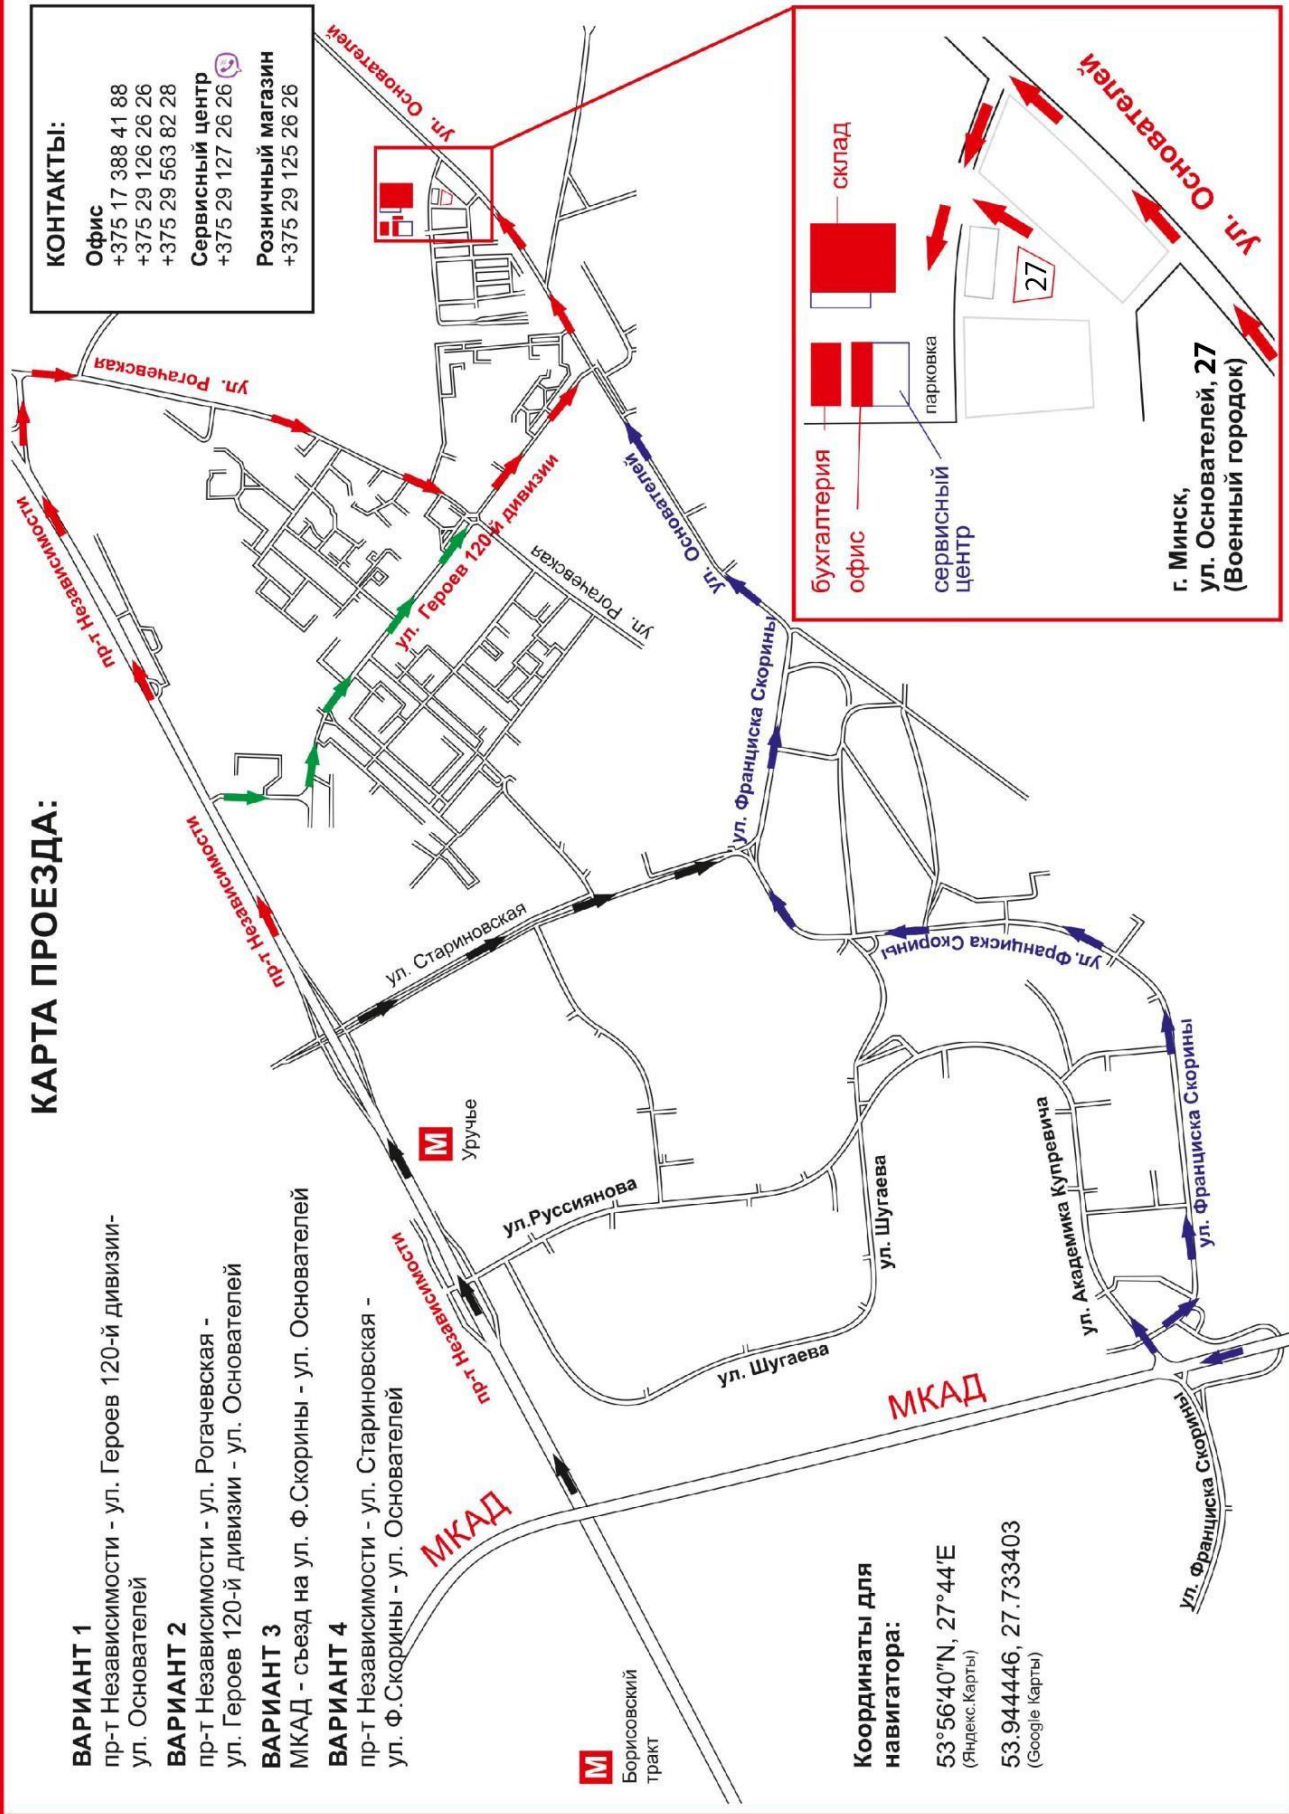 КАРТА ПРОЕЗДА:
ВАРИАНТ 1
пр-т Независимости - ул. Героев 120-й дивизии-
ул. Основателей
ВАРИАНТ 2
пр-т Независимости - ул. Рогачевская -
ул. Героев 120-й дивизии - ул. Основателей
ВАРИАНТ 3
МКАД - съезд на ул. Ф.Скорины - ул. Основателей
ВАРИАНТ 4
пр-т Независимости - ул. Стариновская -
ул. Ф.Скорины - ул. Основателей
КОНТАКТЫ:
Офис
+375 17 388 41 88
+375 29 126 26 26
+375 29 563 82 28
Сервисный центр
+375 29 127 26 26
Розничный магазин
+375 29 125 26 26
пр-т Независимости
пр-т Независимости
пр-т Независимости
ул. Рогачевская
ул. Основателей
ул. Героев 120-й дивизии
ул. Рогачевская
ул. Стариновская
М
Уручье
ул.Руссиянова
ул. Основателей
ул. Франциска Скорины
ул.Франциска Скорины
ул. Шугаева
ул. Шугаева
ул. Академика Купревича
ул. Франциска Скорины
МКАД
МКАД
ул. Франциска Скорины
М
Борисовский
тракт
Координаты для
навигатора:
53°56'40"N, 27°44'E
(Яндекс.Карты)
53.944446, 27.733403
(Google Карты)
склад
бухгалтерия
офис
парковка
сервисный
центр
27
ул. Основателей
г. Минск,
ул. Основателей, 27
(Военный городок)